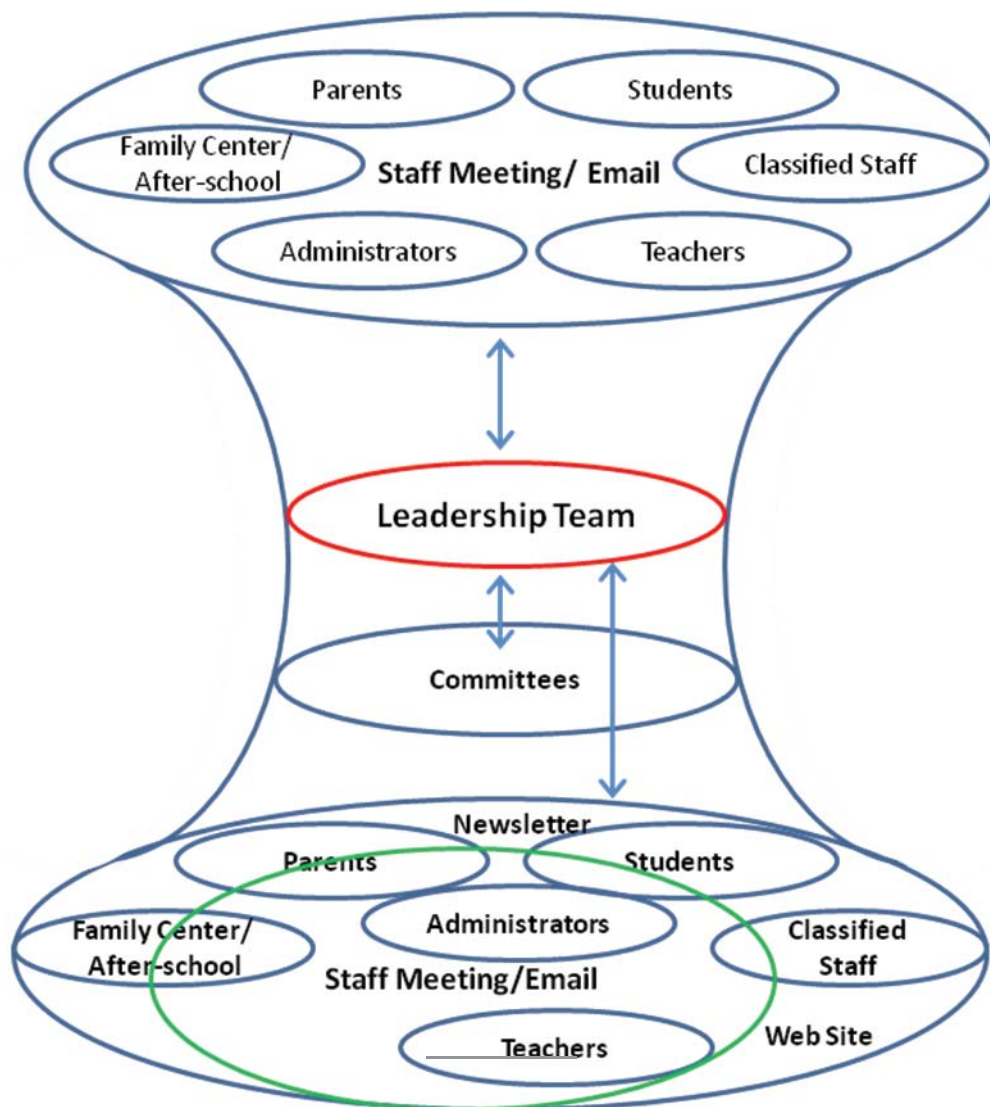 Parents
Students
Family Center/
After-school
Staff Meeting/ Email
Classified Staff
Administrators
Teachers
Leadership Team
Committees
Newsletter
Parents
Students
Administrators
Family Center/
After-school
Classified
Staff
Staff Meeting/Email
Web Site
Teachers